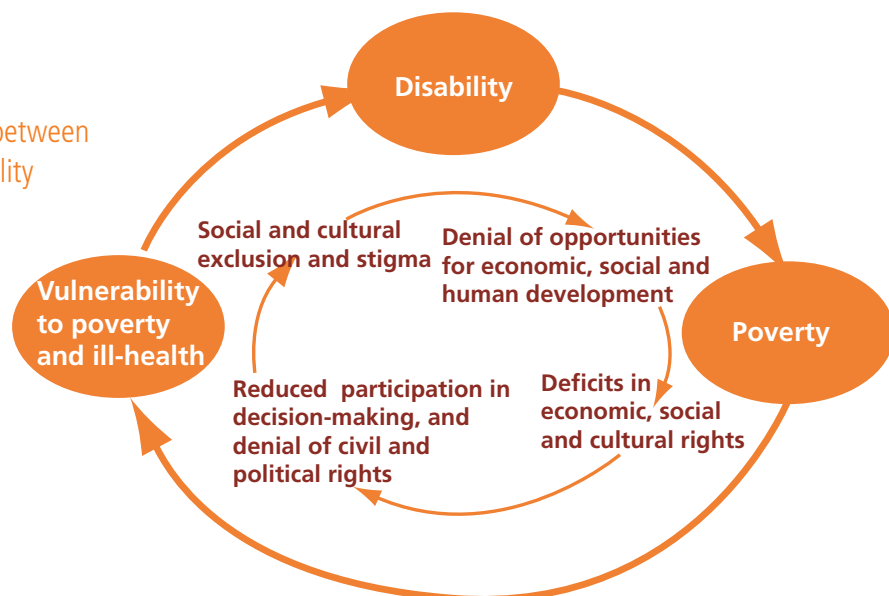 between
lity
Disability
Social and cultural
exclusion and stigma
Denial of opportunities
for economic, social and
human development
Vulnerability
to poverty
and ill-health
Poverty
Reduced  participation in
decision-making, and
denial of civil and
political rights
Deficits in
economic, social
and cultural rights